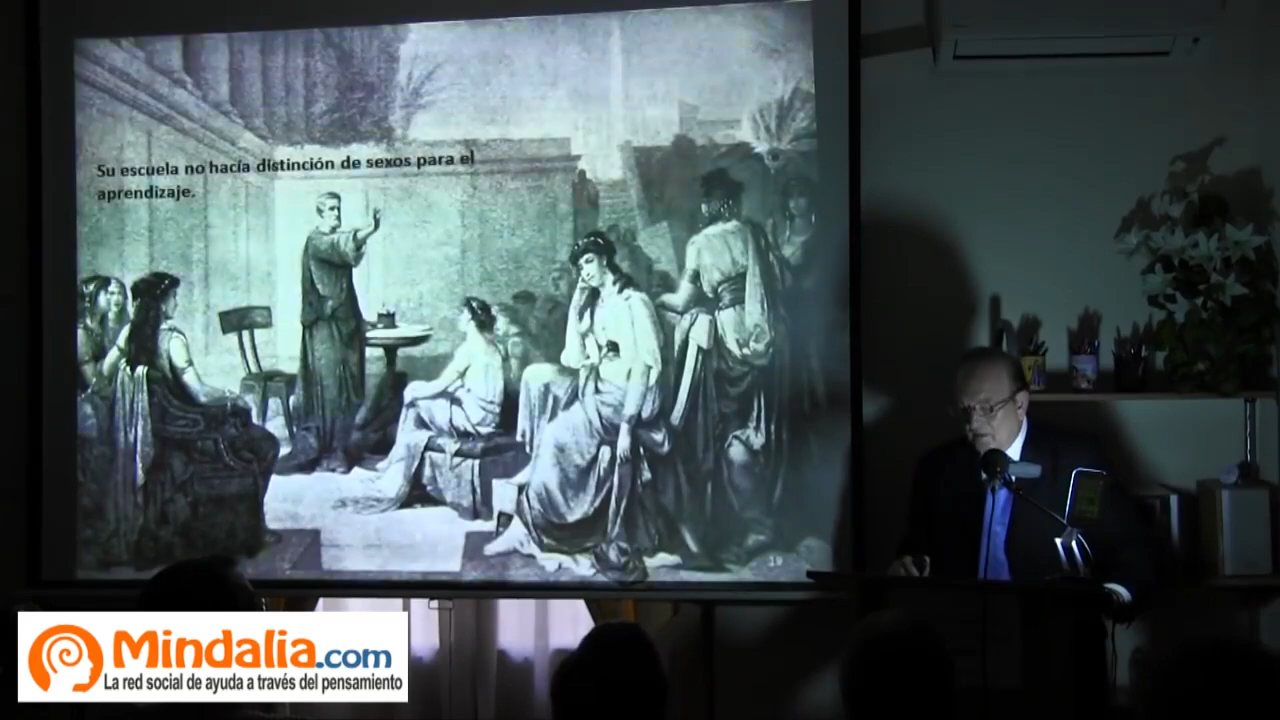 Su escuela no hacía distinción de sexos para el
aprendizaje.
19
Mindalia.com
La red social de ayuda a través del pensamiento